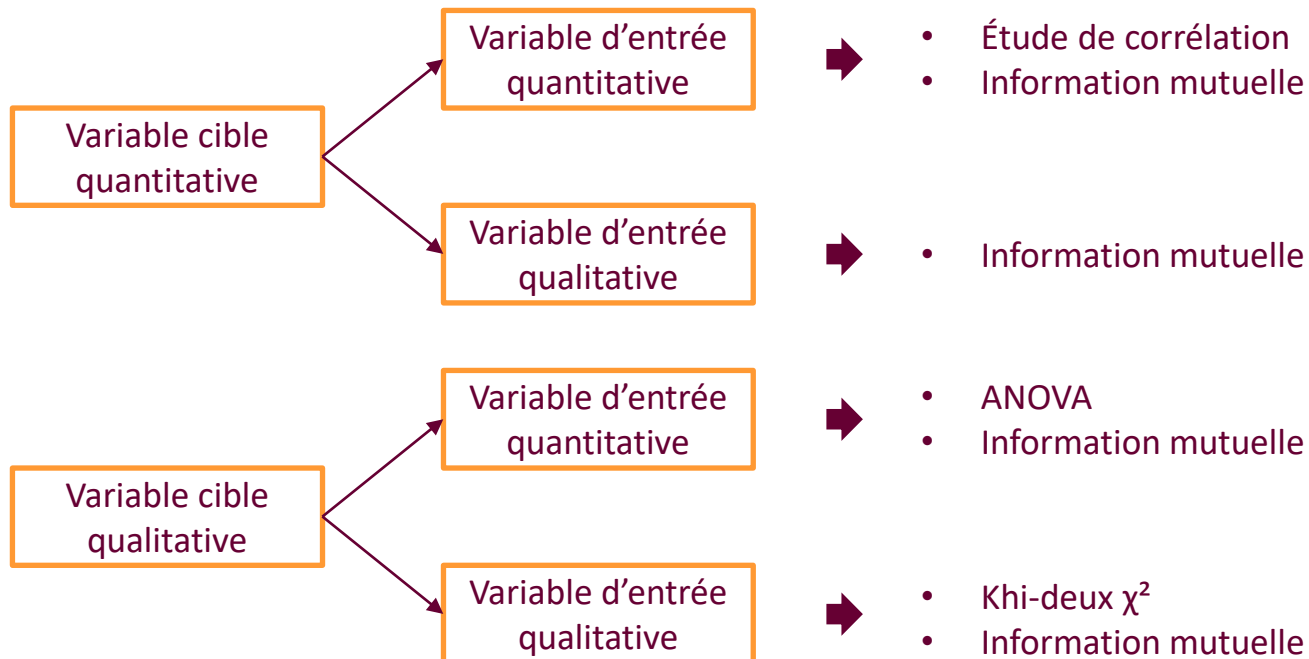 Variable d’entrée
quantitative
• Étude de corrélation
• Information mutuelle
Variable cible
quantitative
Variable d’entrée
qualitative
• Information mutuelle
Variable d’entrée
quantitative
• ANOVA
• Information mutuelle
Variable cible
qualitative
Variable d’entrée
qualitative
• Khi-deux χ²
• Information mutuelle